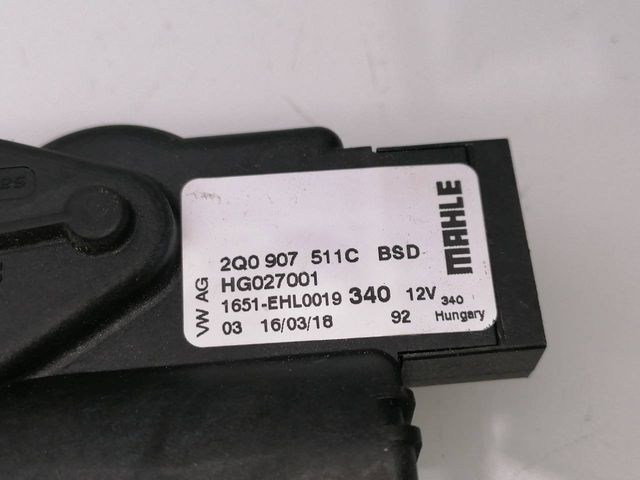 VW AG
2Q0 907 511C BSD
HG027001
1651-EHL0019 340 12V
340
Hungary
03 16/03/18 92
MAHLE